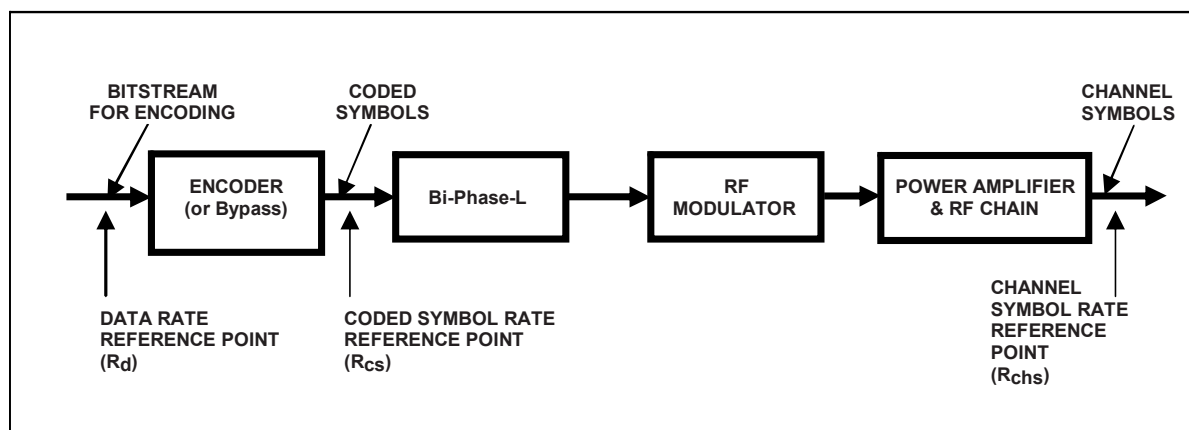 BITSTREAM
FOR ENCODING
CODED
SYMBOLS
CHANNEL
SYMBOLS
ENCODER
(or Bypass)
Bi-Phase-L
RF
MODULATOR
POWER AMPLIFIER
& RF CHAIN
DATA RATE
REFERENCE POINT
(Rd)
CODED SYMBOL RATE
REFERENCE POINT
(Rcs)
CHANNEL
SYMBOL RATE
REFERENCE
POINT
(Rchs)